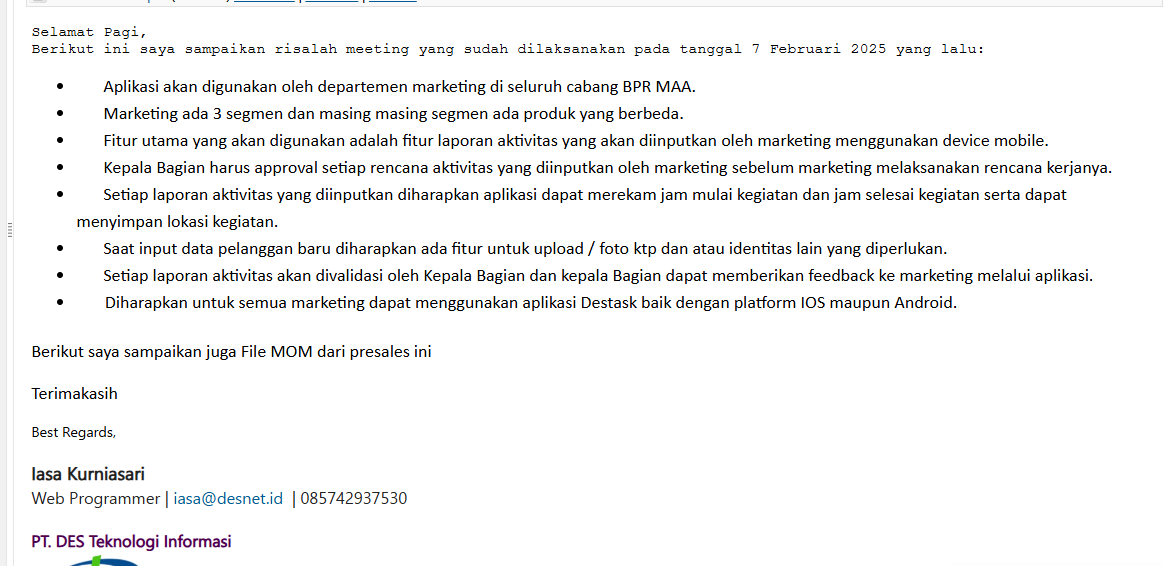 Selamat Pagi,
Berikut ini saya sampaikan risalah meeting yang sudah dilaksanakan pada tanggal 7 Februari 2025 yang lalu:
• Aplikasi akan digunakan oleh departemen marketing di seluruh cabang BPR MAA.
• Marketing ada 3 segmen dan masing masing segmen ada produk yang berbeda.
• Fitur utama yang akan digunakan adalah fitur laporan aktivitas yang akan diinputkan oleh marketing menggunakan device mobile.
• Kepala Bagian harus approval setiap rencana aktivitas yang diinputkan oleh marketing sebelum marketing melaksanakan rencana kerjanya.
• Setiap laporan aktivitas yang diinputkan diharapkan aplikasi dapat merekam jam mulai kegiatan dan jam selesai kegiatan serta dapat
menyimpan lokasi kegiatan.
• Saat input data pelanggan baru diharapkan ada fitur untuk upload / foto ktp dan atau identitas lain yang diperlukan.
• Setiap laporan aktivitas akan divalidasi oleh Kepala Bagian dan kepala Bagian dapat memberikan feedback ke marketing melalui aplikasi.
• Diharapkan untuk semua marketing dapat menggunakan aplikasi Destask baik dengan platform IOS maupun Android.
Berikut saya sampaikan juga File MOM dari presales ini
Terimakasih
Best Regards,
Iasa Kurniasari
Web Programmer | iasa@desnet.id | 085742937530
PT. DES Teknologi Informasi